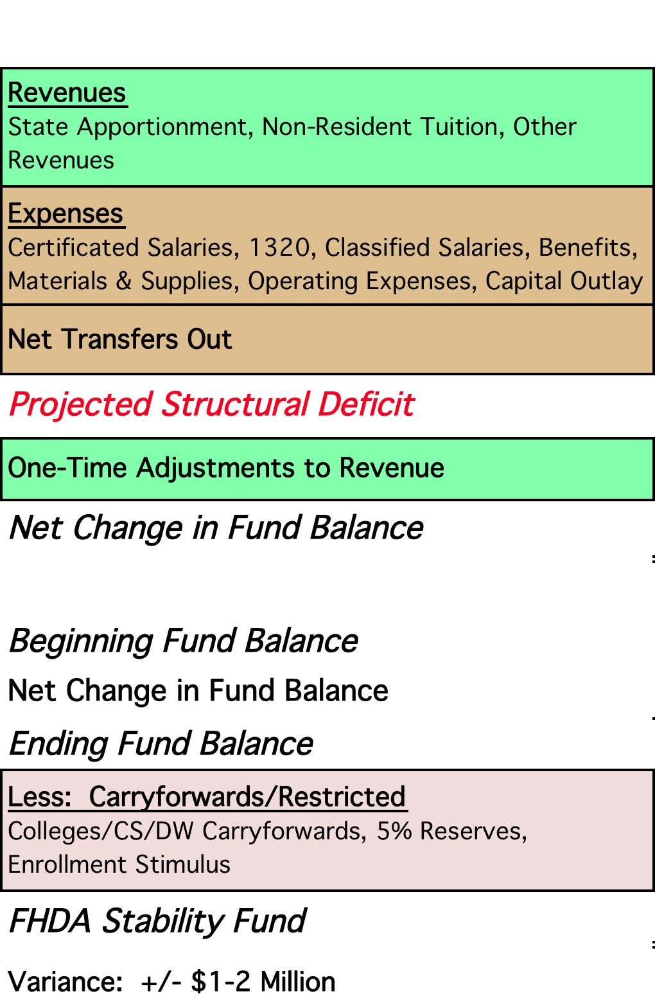 Revenues
State Apportionment, Non-Resident Tuition, Other
Revenues
Expenses
Certificated Salaries, 1320, Classified Salaries, Benefits,
Materials & Supplies, Operating Expenses, Capital Outlay
Net Transfers Out
Projected Structural Deficit
One-Time Adjustments to Revenue
Net Change in Fund Balance
Beginning Fund Balance
Net Change in Fund Balance
Ending Fund Balance
Less:  Carryforwards/Restricted
Colleges/CS/DW Carryforwards, 5% Reserves,
Enrollment Stimulus
FHDA Stability Fund
Variance:  +/- $1-2 Million